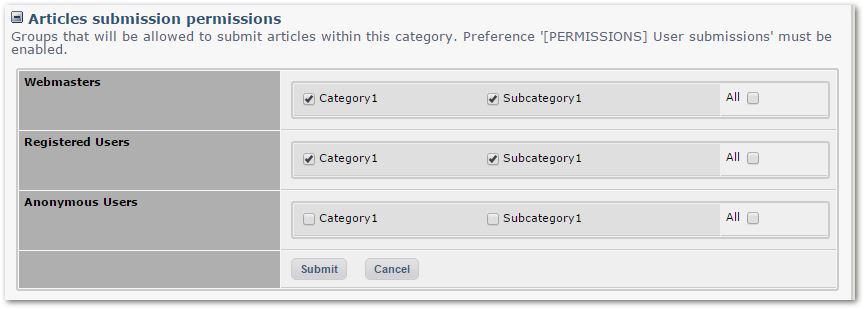 Articles submission permissions
Groups that will be allowed to submit articles within this category. Preference '[PERMISSIONS] User submissions' must be
enabled.
Webmasters
Category1 Subcategory1 All
Registered Users
Category1 Subcategory1 All
Anonymous Users
Category1 Subcategory1 All
Submit Cancel